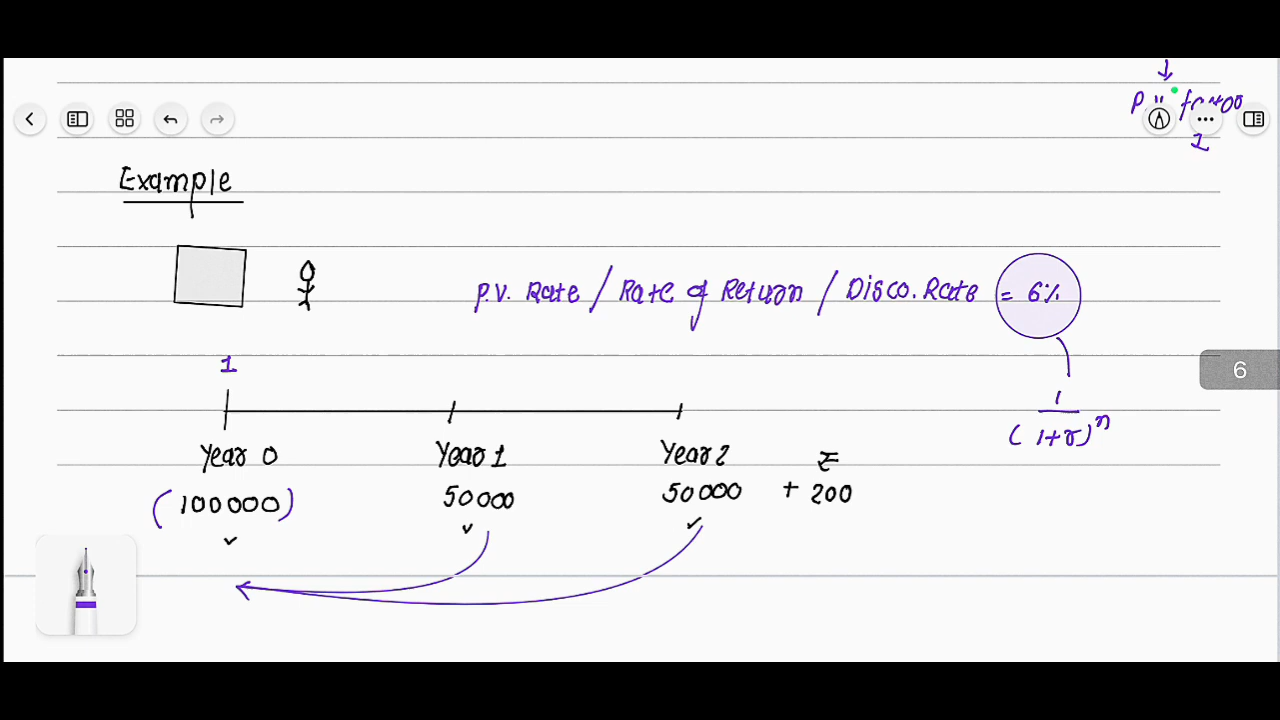 Example
P.V. Rate / Rate of Return / Disco. Rate = 6%
1
1
(1+r)^n
Year 0 Year 1 Year 2 ₹
(100000) 50000 50000 + 200
6
1